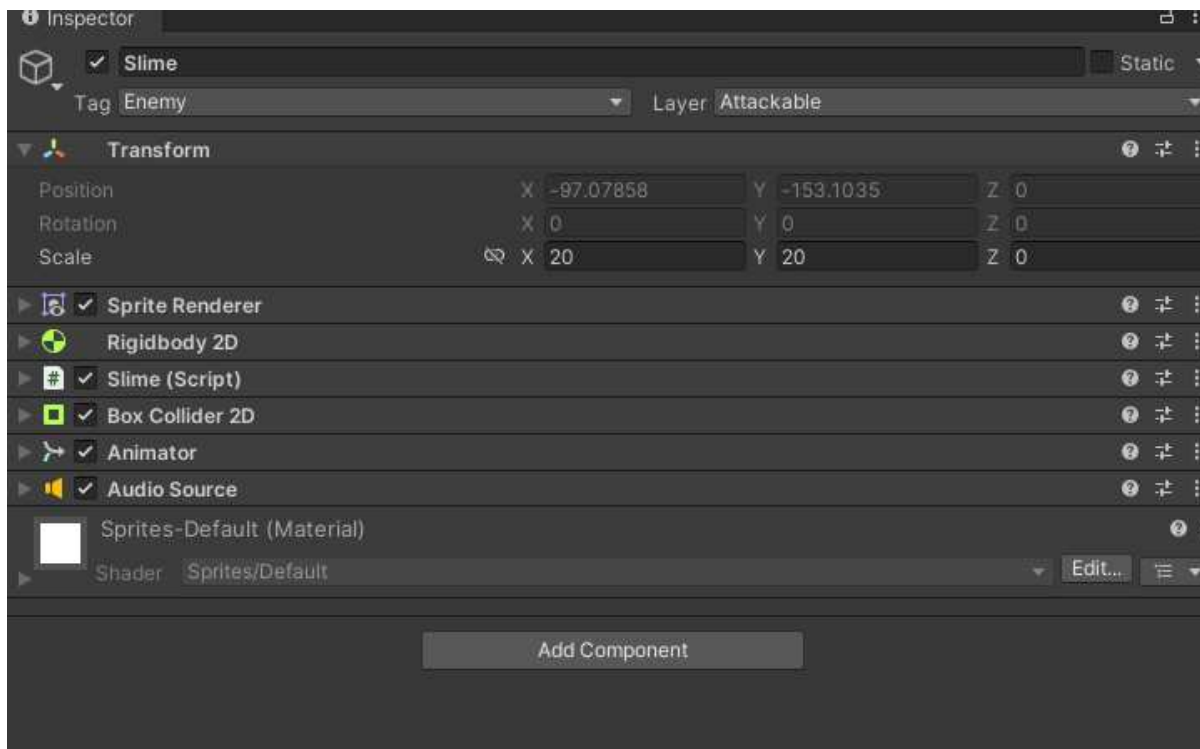 Inspector
Slime Static
Tag Enemy Layer Attackable
Transform
Position X -97.07858 Y -153.1035 Z 0
Rotation X 0 Y 0 Z 0
Scale X 20 Y 20 Z 0
Sprite Renderer
Rigidbody 2D
# Slime (Script)
Box Collider 2D
Animator
Audio Source
Sprites-Default (Material)
Shader Sprites/Default Edit...
Add Component